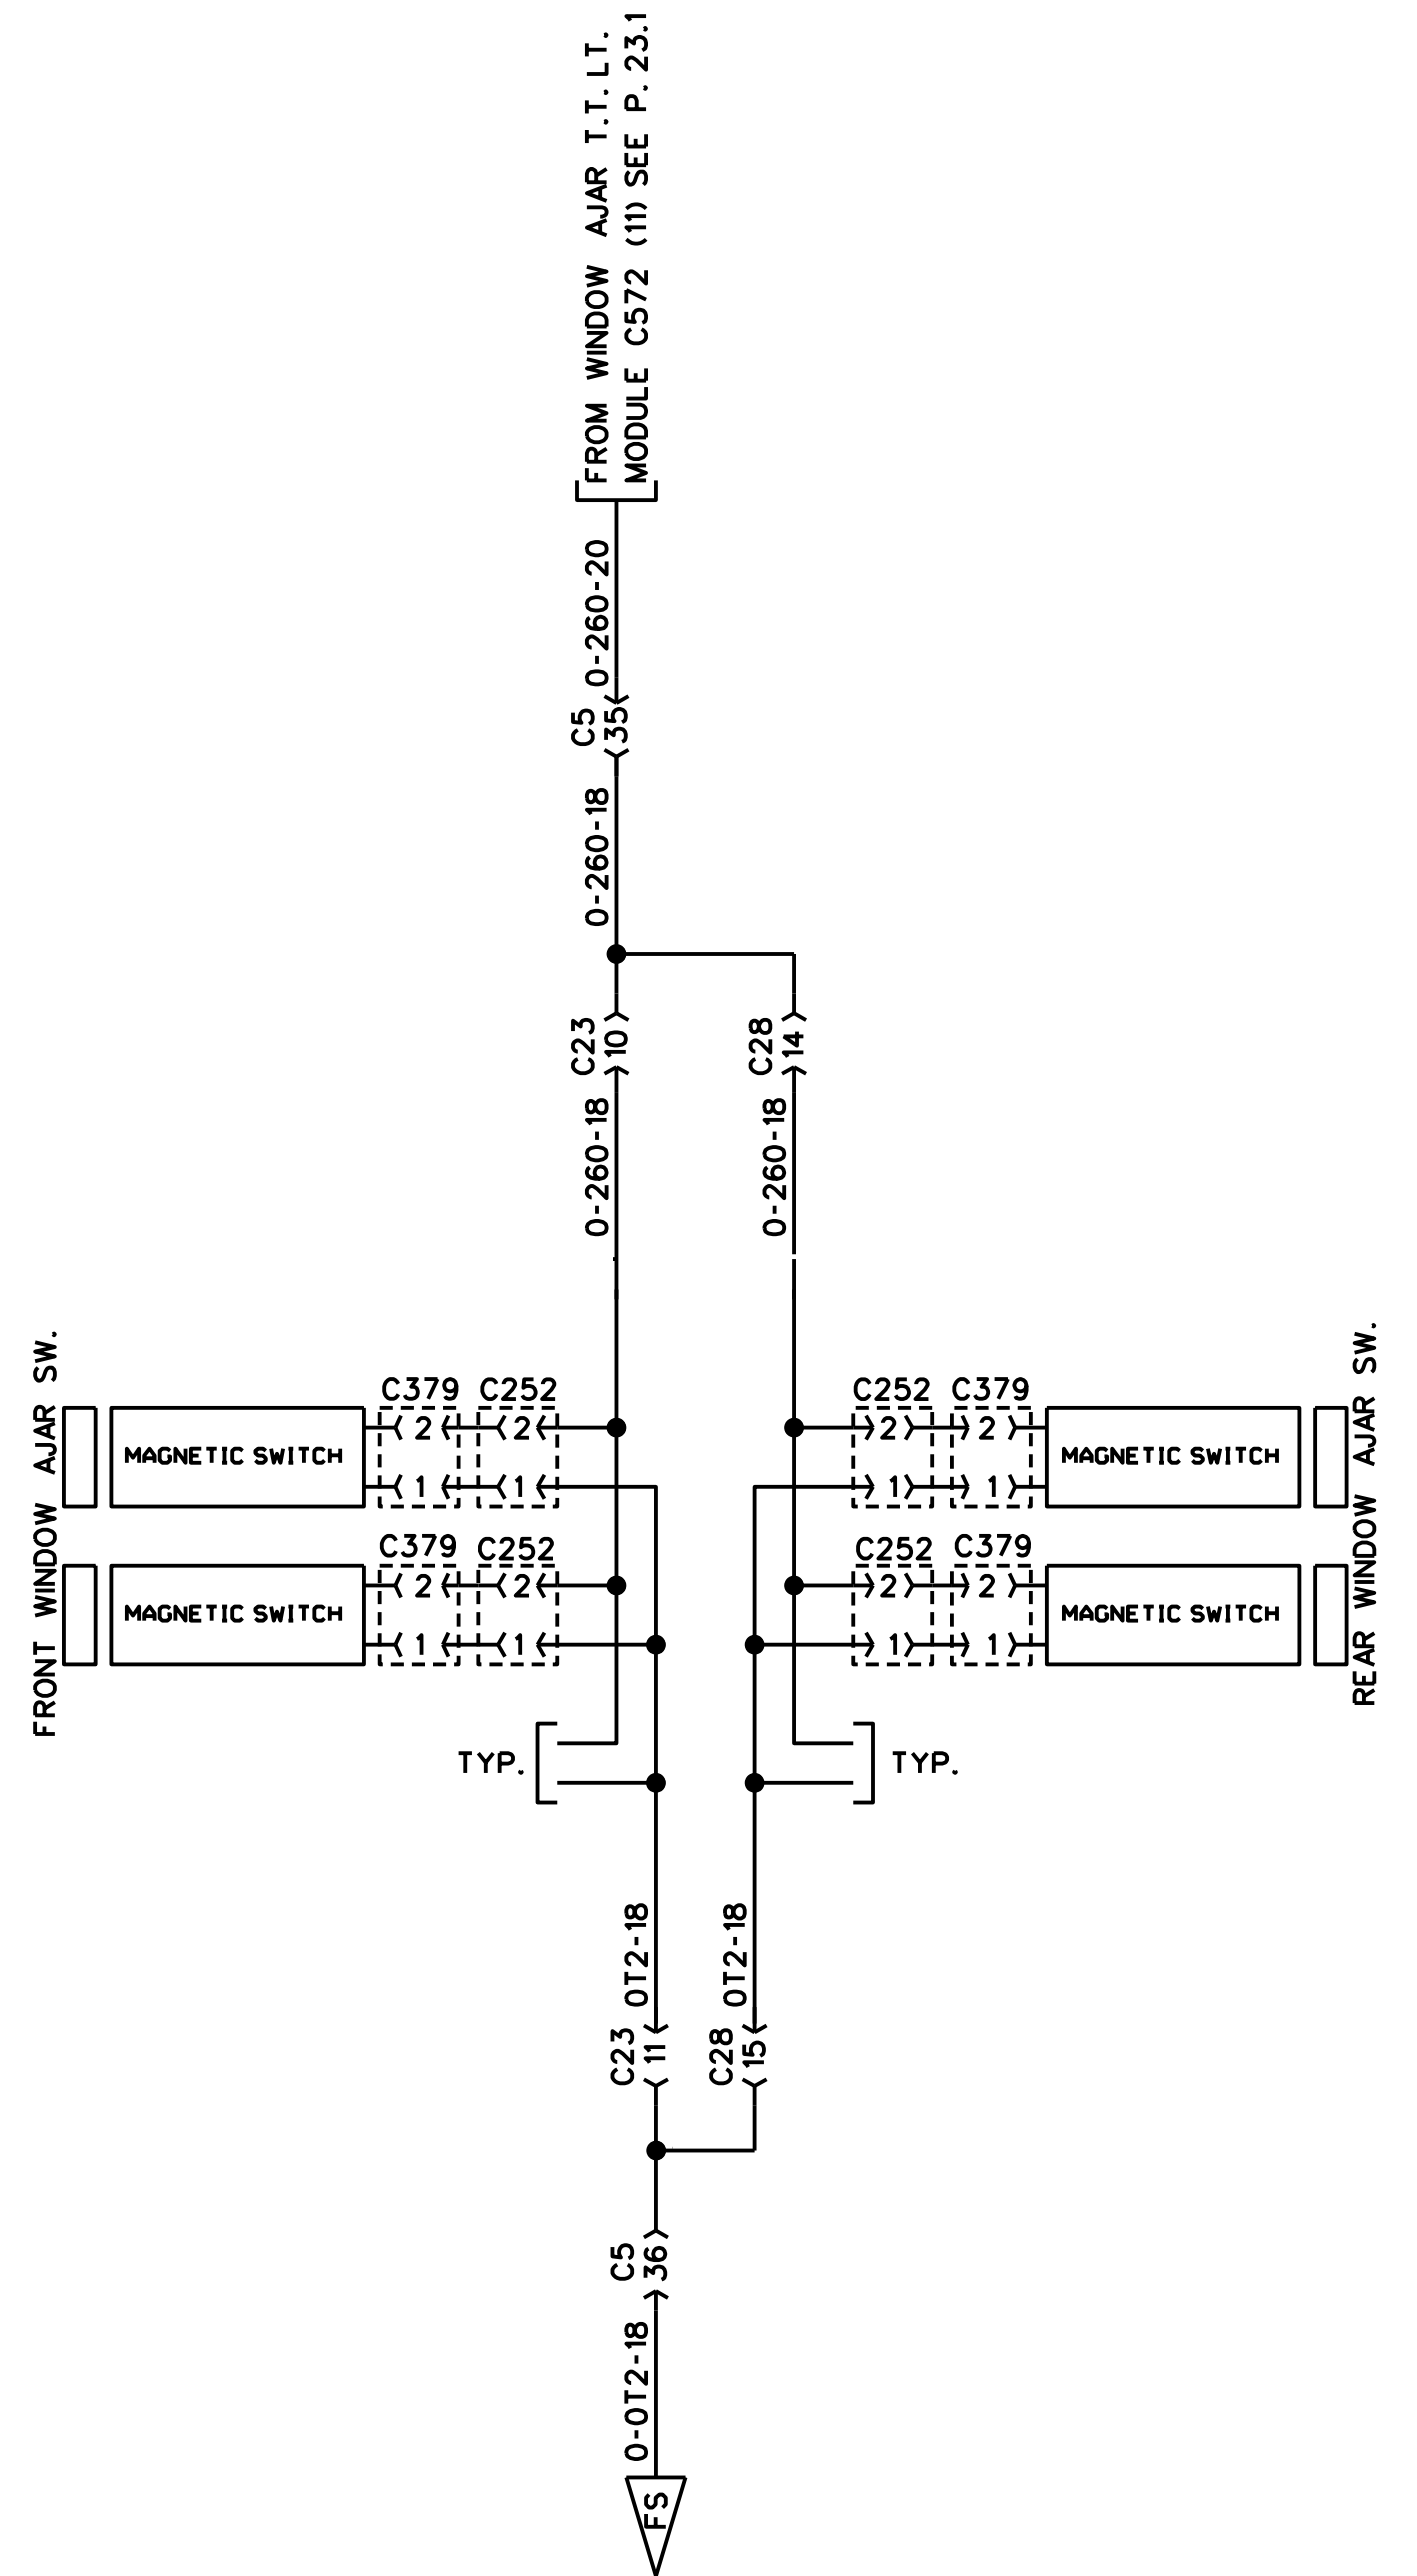 FROM WINDOW AJAR T.T. LT.
MODULE C572 (11) SEE P. 23.1
0-260-20
C5
35
0-260-18
C23
10
C28
14
0-260-18
0-260-18
FRONT WINDOW AJAR SW.
REAR WINDOW AJAR SW.
C379 C252
C252 C379
MAGNETIC SWITCH
2 2
1 1
2 2
1 1
MAGNETIC SWITCH
C379 C252
C252 C379
MAGNETIC SWITCH
2 2
1 1
2 2
1 1
MAGNETIC SWITCH
TYP.
TYP.
0T2-18
0T2-18
C23
11
C28
15
C5
36
0-0T2-18
FS